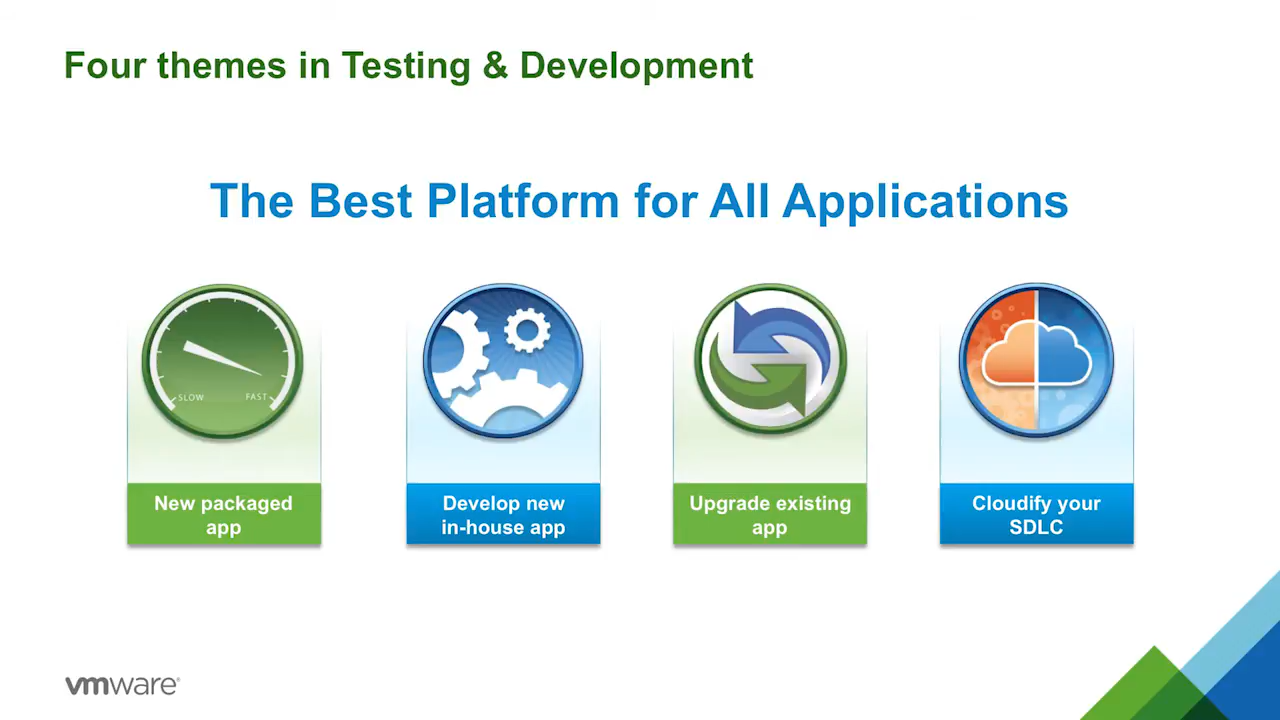 Four themes in Testing & Development
The Best Platform for All Applications
SLOW FAST
New packaged
app
Develop new
in-house app
Upgrade existing
app
Cloudify your
SDLC
vmware®